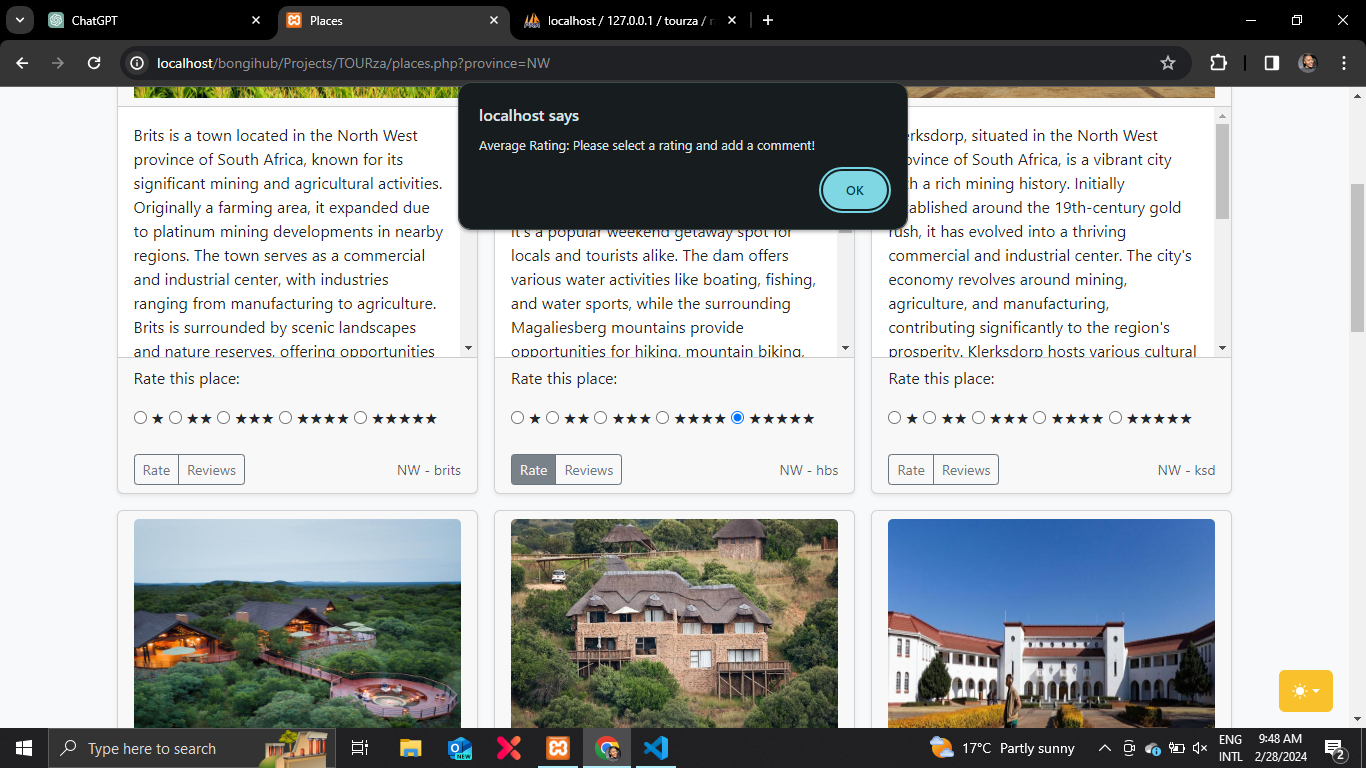 ChatGPT
Places
localhost / 127.0.0.1 / tourza /
localhost/bongihub/Projects/TOURza/places.php?province=NW
localhost says
Average Rating: Please select a rating and add a comment!
OK
Brits is a town located in the North West
province of South Africa, known for its
significant mining and agricultural activities.
Originally a farming area, it expanded due
to platinum mining developments in nearby
regions. The town serves as a commercial
and industrial center, with industries
ranging from manufacturing to agriculture.
Brits is surrounded by scenic landscapes
and nature reserves, offering opportunities
Rate this place:
★ ★★ ★★★ ★★★★ ★★★★★
Rate Reviews NW - brits
It's a popular weekend getaway spot for
locals and tourists alike. The dam offers
various water activities like boating, fishing,
and water sports, while the surrounding
Magaliesberg mountains provide
opportunities for hiking, mountain biking,
Rate this place:
★ ★★ ★★★ ★★★★ ★★★★★
Rate Reviews NW - hbs
erksdorp, situated in the North West
ovince of South Africa, is a vibrant city
h a rich mining history. Initially
ablished around the 19th-century gold
rush, it has evolved into a thriving
commercial and industrial center. The city's
economy revolves around mining,
agriculture, and manufacturing,
contributing significantly to the region's
prosperity. Klerksdorp hosts various cultural
Rate this place:
★ ★★ ★★★ ★★★★ ★★★★★
Rate Reviews NW - ksd
Type here to search
NEW
17°C Partly sunny
ENG
INTL
9:48 AM
2/28/2024
2